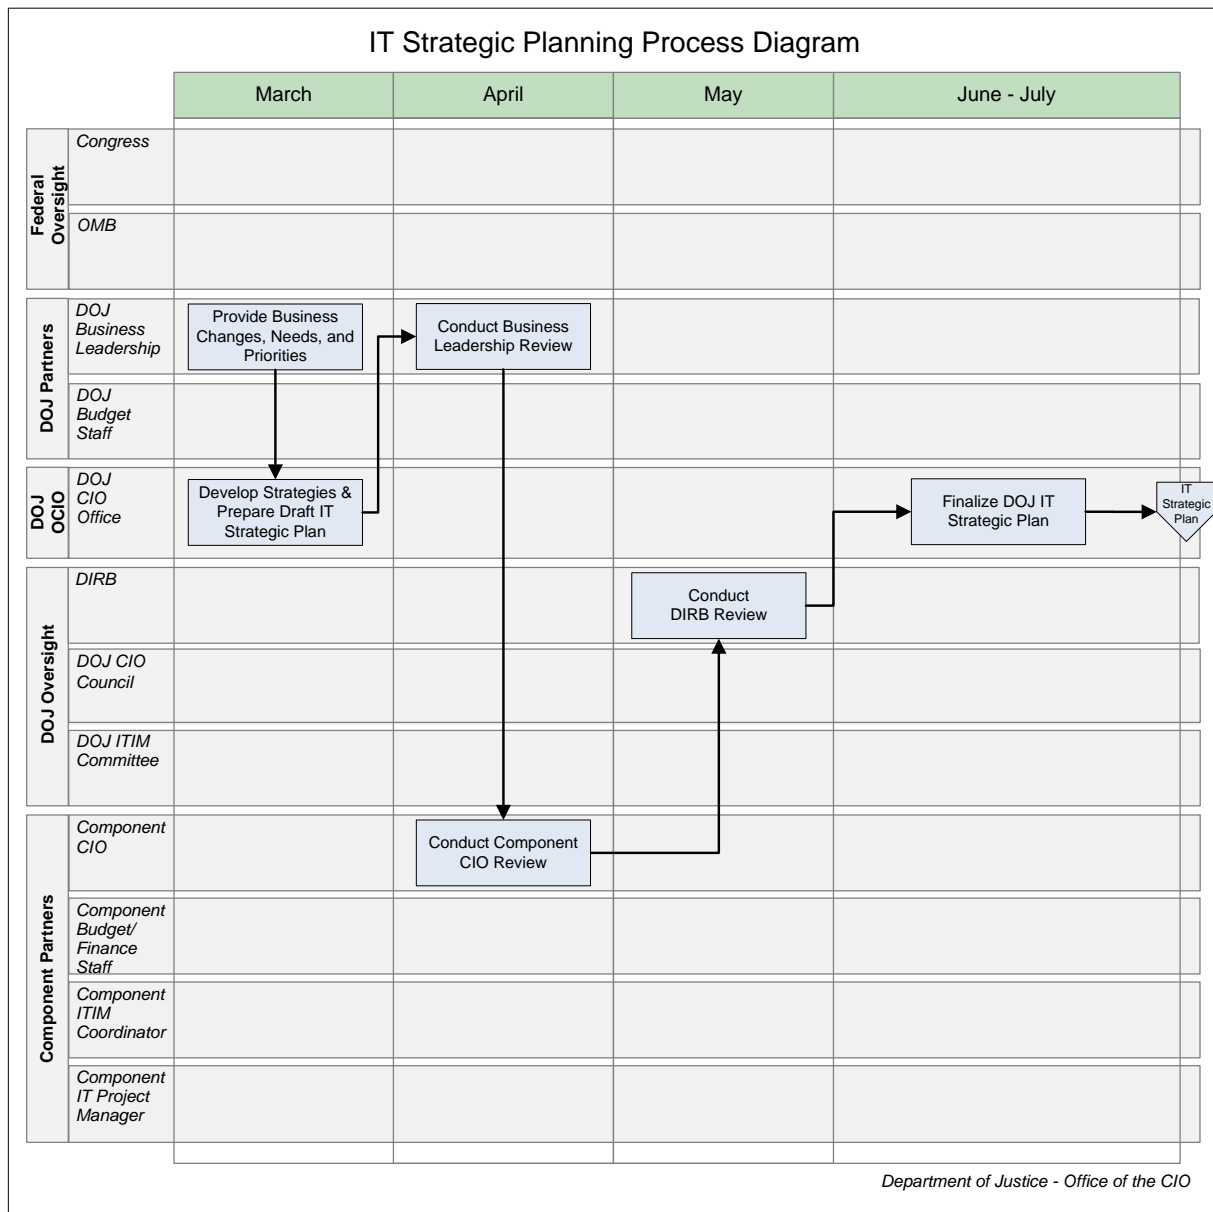 IT Strategic Planning Process Diagram
March
April
May
June - July
Federal
Oversight
Congress
OMB
DOJ Partners
DOJ
Business
Leadership
Provide Business
Changes, Needs, and
Priorities
Conduct Business
Leadership Review
DOJ
Budget
Staff
DOJ
OCIO
DOJ
CIO
Office
Develop Strategies &
Prepare Draft IT
Strategic Plan
Finalize DOJ IT
Strategic Plan
IT
Strategic
Plan
DOJ Oversight
DIRB
Conduct
DIRB Review
DOJ CIO
Council
DOJ ITIM
Committee
Component Partners
Component
CIO
Conduct Component
CIO Review
Component
Budget/
Finance
Staff
Component
ITIM
Coordinator
Component
IT Project
Manager
Department of Justice - Office of the CIO